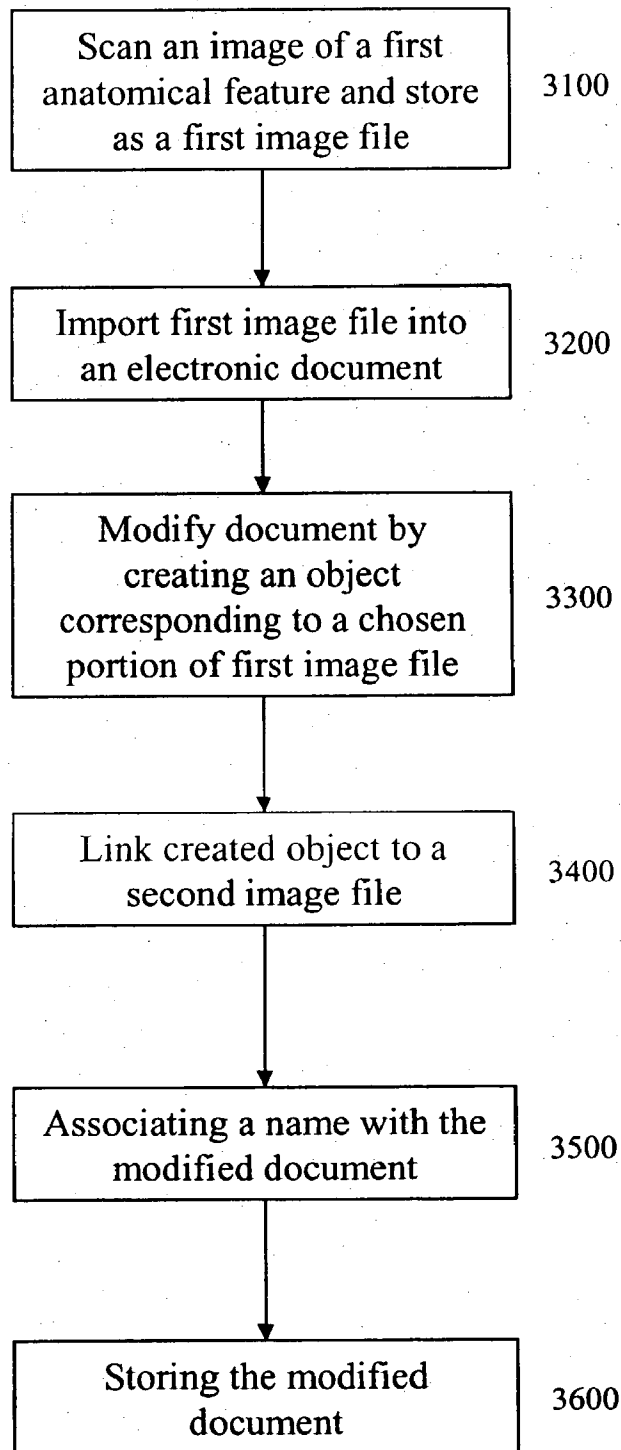 Scan an image of a first
anatomical feature and store
as a first image file
3100
Import first image file into
an electronic document
3200
Modify document by
creating an object
corresponding to a chosen
portion of first image file
3300
Link created object to a
second image file
3400
Associating a name with the
modified document
3500
Storing the modified
document
3600